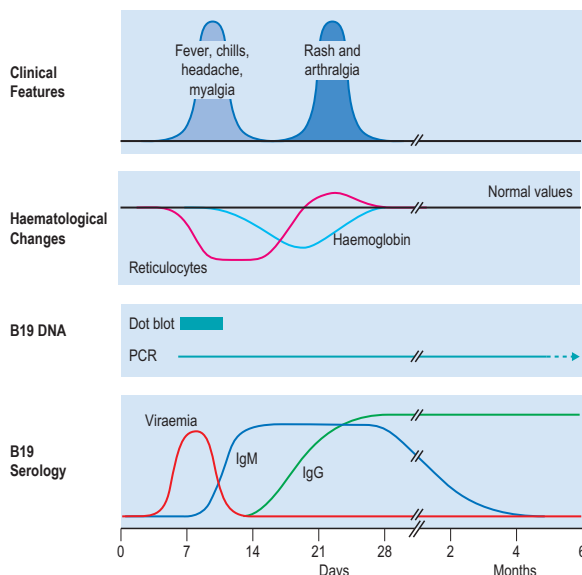 Clinical
Features
Fever, chills,
headache,
myalgia
Rash and
arthralgia
Haematological
Changes
Normal values
Haemoglobin
Reticulocytes
B19 DNA
Dot blot
PCR
B19
Serology
Viraemia
IgM
IgG
0 7 14 21 28 2 4 6
Days Months